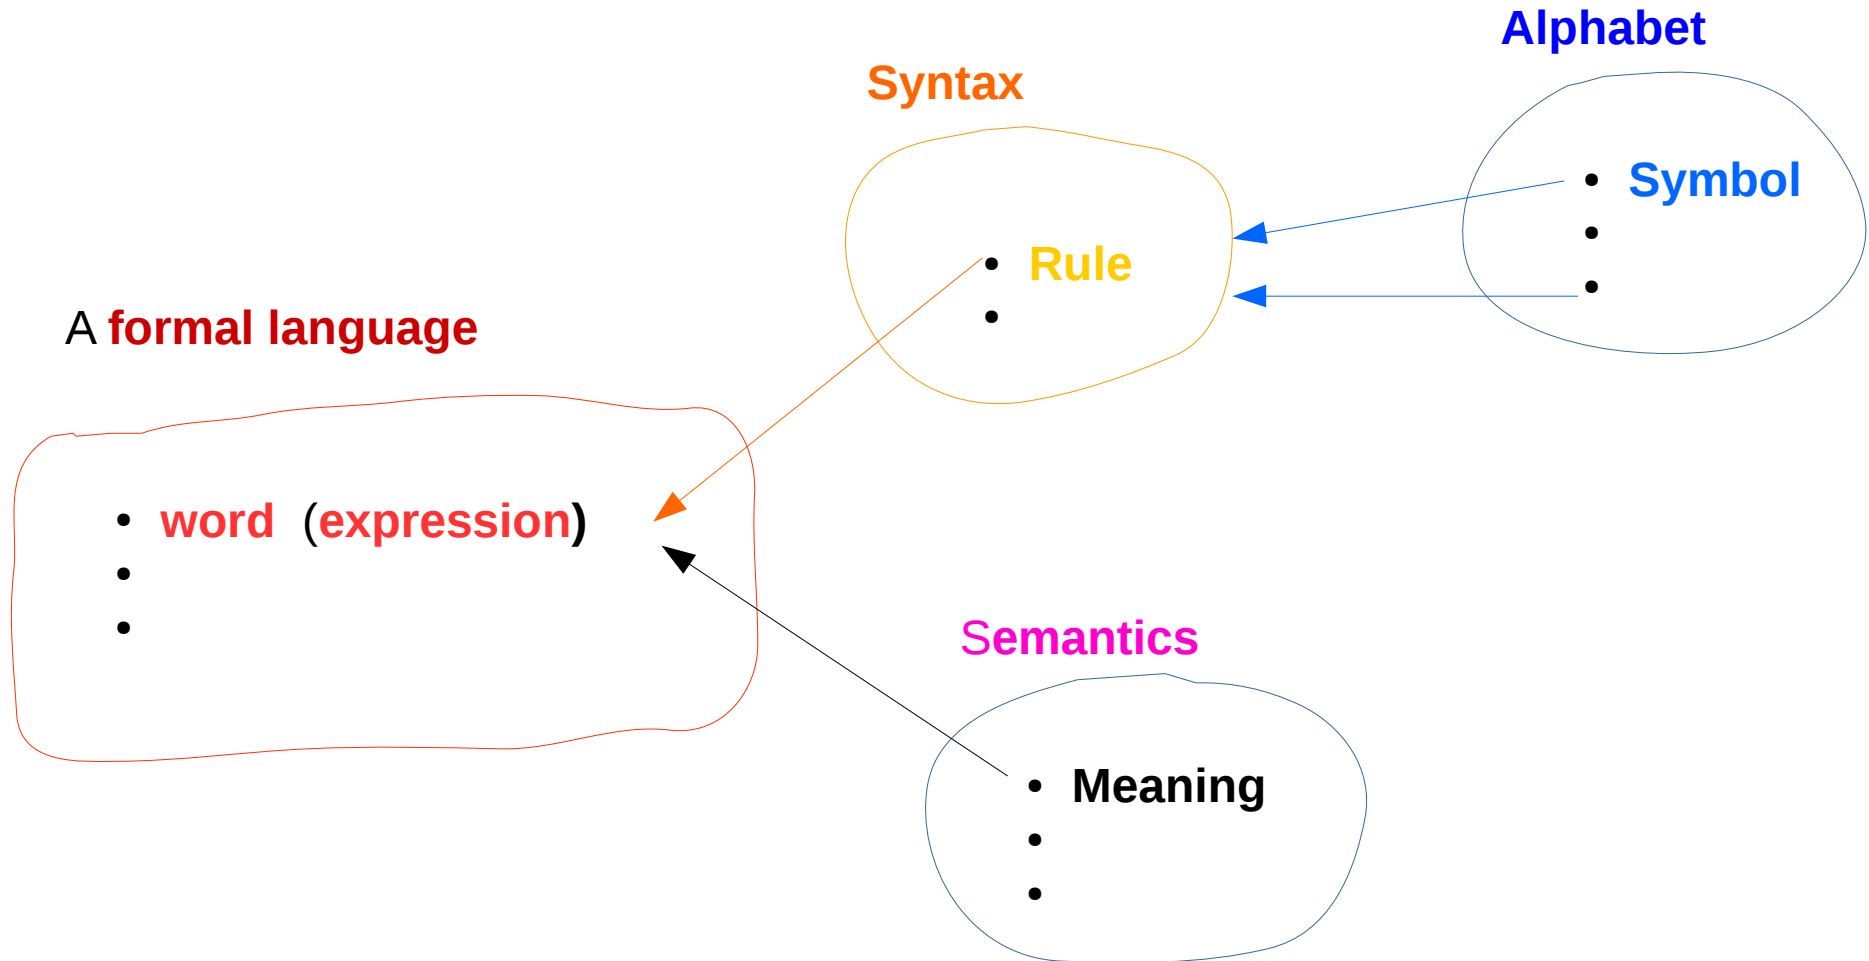 Alphabet
Syntax
• Symbol
•
•
• Rule
•
A formal language
• word (expression)
•
•
Semantics
• Meaning
•
•